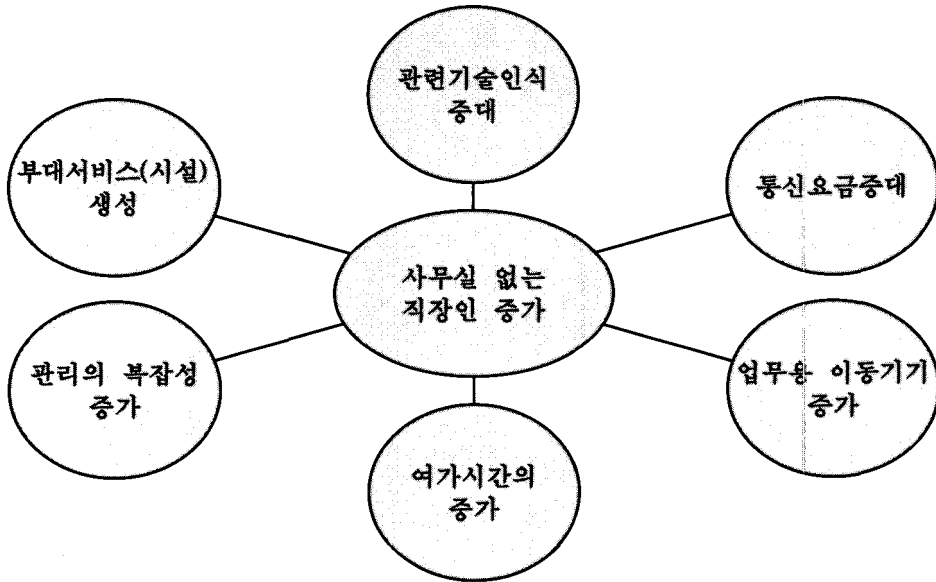 관련기술인식
증대
부대서비스(시설)
생성
통신요금증대
사무실 없는
직장인 증가
관리의 복잡성
증가
업무용 이동기기
증가
여가시간의
증가